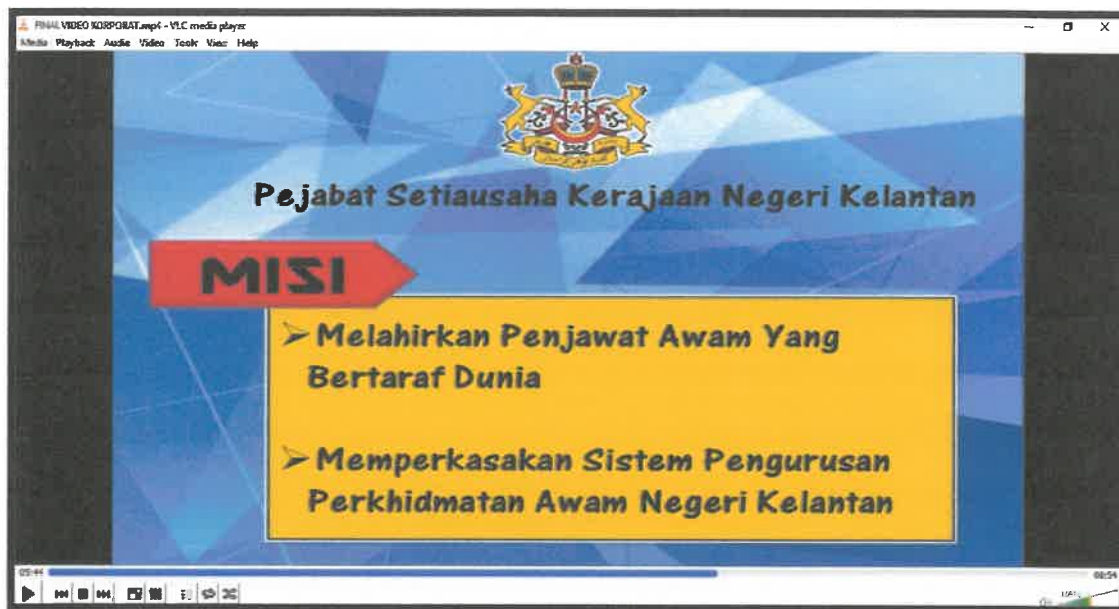 FINAL VIDEO KORPORAT.mp4 - VLC media player
Media Playback Audio Video Tools View Help
Pejabat Setiausaha Kerajaan Negeri Kelantan
MISI
➢ Melahirkan Penjawat Awam Yang
Bertaraf Dunia
➢ Memperkasakan Sistem Pengurusan
Perkhidmatan Awam Negeri Kelantan
05:44
08:54